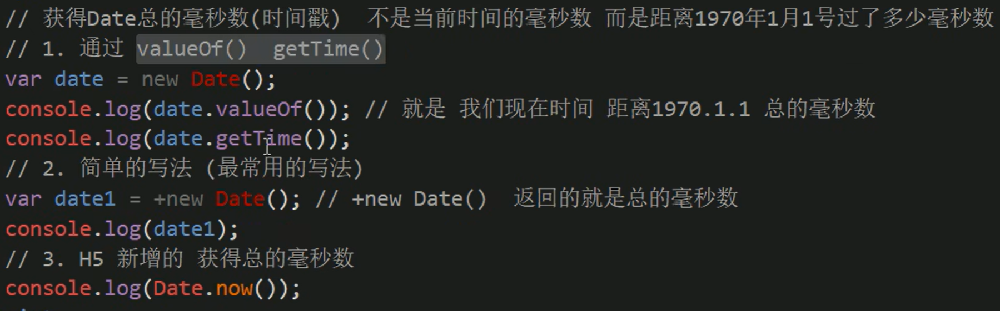 // 获得Date总的毫秒数(时间戳)  不是当前时间的毫秒数 而是距离1970年1月1号过了多少毫秒数
// 1. 通过 valueOf()  getTime()
var date = new Date();
console.log(date.valueOf()); // 就是 我们现在时间 距离1970.1.1 总的毫秒数
console.log(date.getTime());
// 2. 简单的写法 (最常用的写法)
var date1 = +new Date(); // +new Date()  返回的就是总的毫秒数
console.log(date1);
// 3. H5 新增的 获得总的毫秒数
console.log(Date.now());